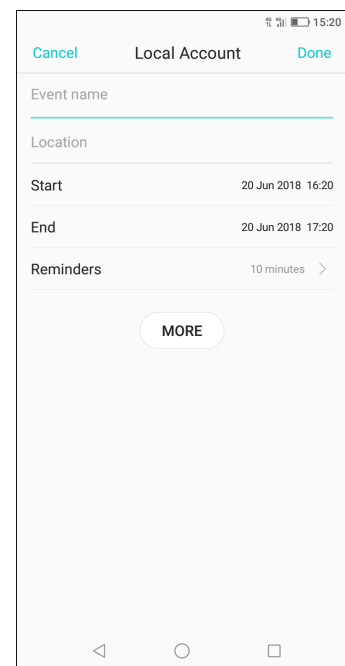 15:20
Cancel Local Account Done
Event name
Location
Start 20 Jun 2018 16:20
End 20 Jun 2018 17:20
Reminders 10 minutes
MORE